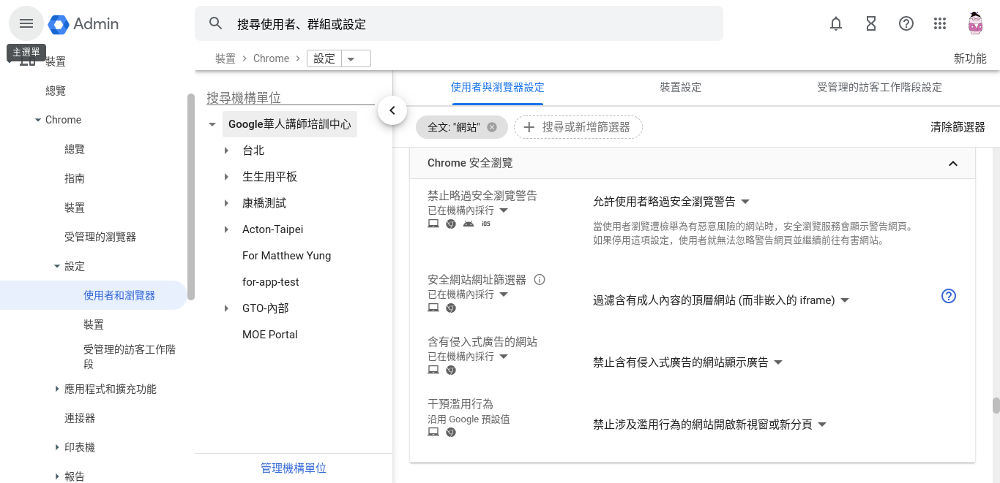 Admin
搜尋使用者、群組或設定
主選單
裝置
總覽
Chrome
總覽
指南
裝置
受管理的瀏覽器
設定
使用者和瀏覽器
裝置
受管理的訪客工作階
段
應用程式和擴充功能
連接器
印表機
報告
裝置 > Chrome > 設定
新功能
搜尋機構單位
Google華人講師培訓中心
台北
生生用平板
康橋測試
Acton-Taipei
For Matthew Yung
for-app-test
GTO-內部
MOE Portal
管理機構單位
使用者與瀏覽器設定
裝置設定
受管理的訪客工作階段設定
全文: "網站"
搜尋或新增篩選器
清除篩選器
Chrome 安全瀏覽
禁止略過安全瀏覽警告
已在機構內採行
iOS
允許使用者略過安全瀏覽警告
當使用者瀏覽遭檢舉為有惡意風險的網站時，安全瀏覽服務會顯示警告網頁。
如果停用這項設定，使用者就無法忽略警告網頁並繼續前往有害網站。
安全網站網址篩選器
已在機構內採行
過濾含有成人內容的頂層網站 (而非嵌入的 iframe)
含有侵入式廣告的網站
已在機構內採行
禁止含有侵入式廣告的網站顯示廣告
干預濫用行為
沿用 Google 預設值
禁止涉及濫用行為的網站開啟新視窗或新分頁